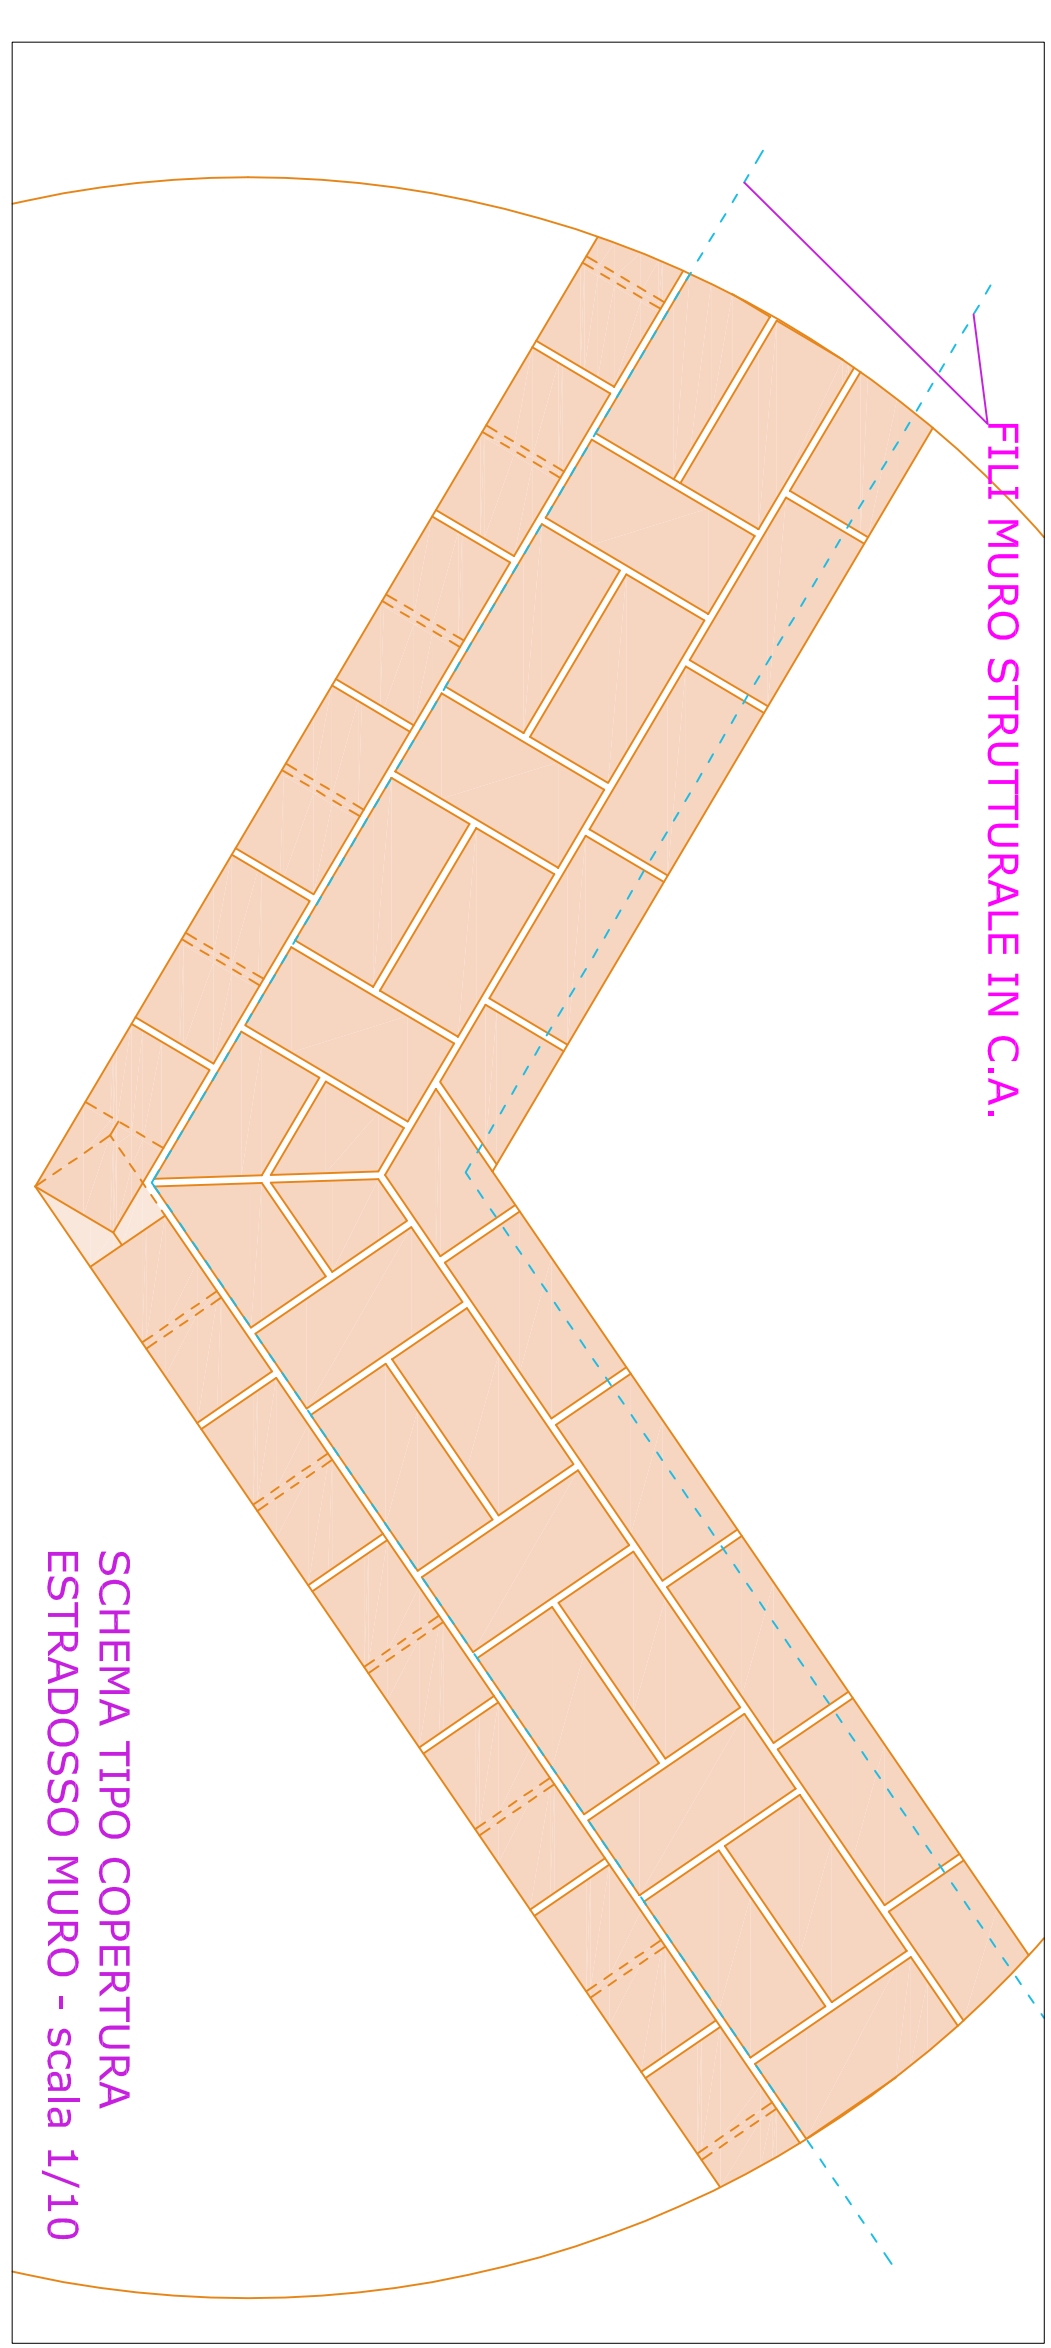 FILI MURO STRUTTURALE IN C.A.
SCHEMA TIPO COPERTURA
ESTRADOSSO MURO - scala 1/10